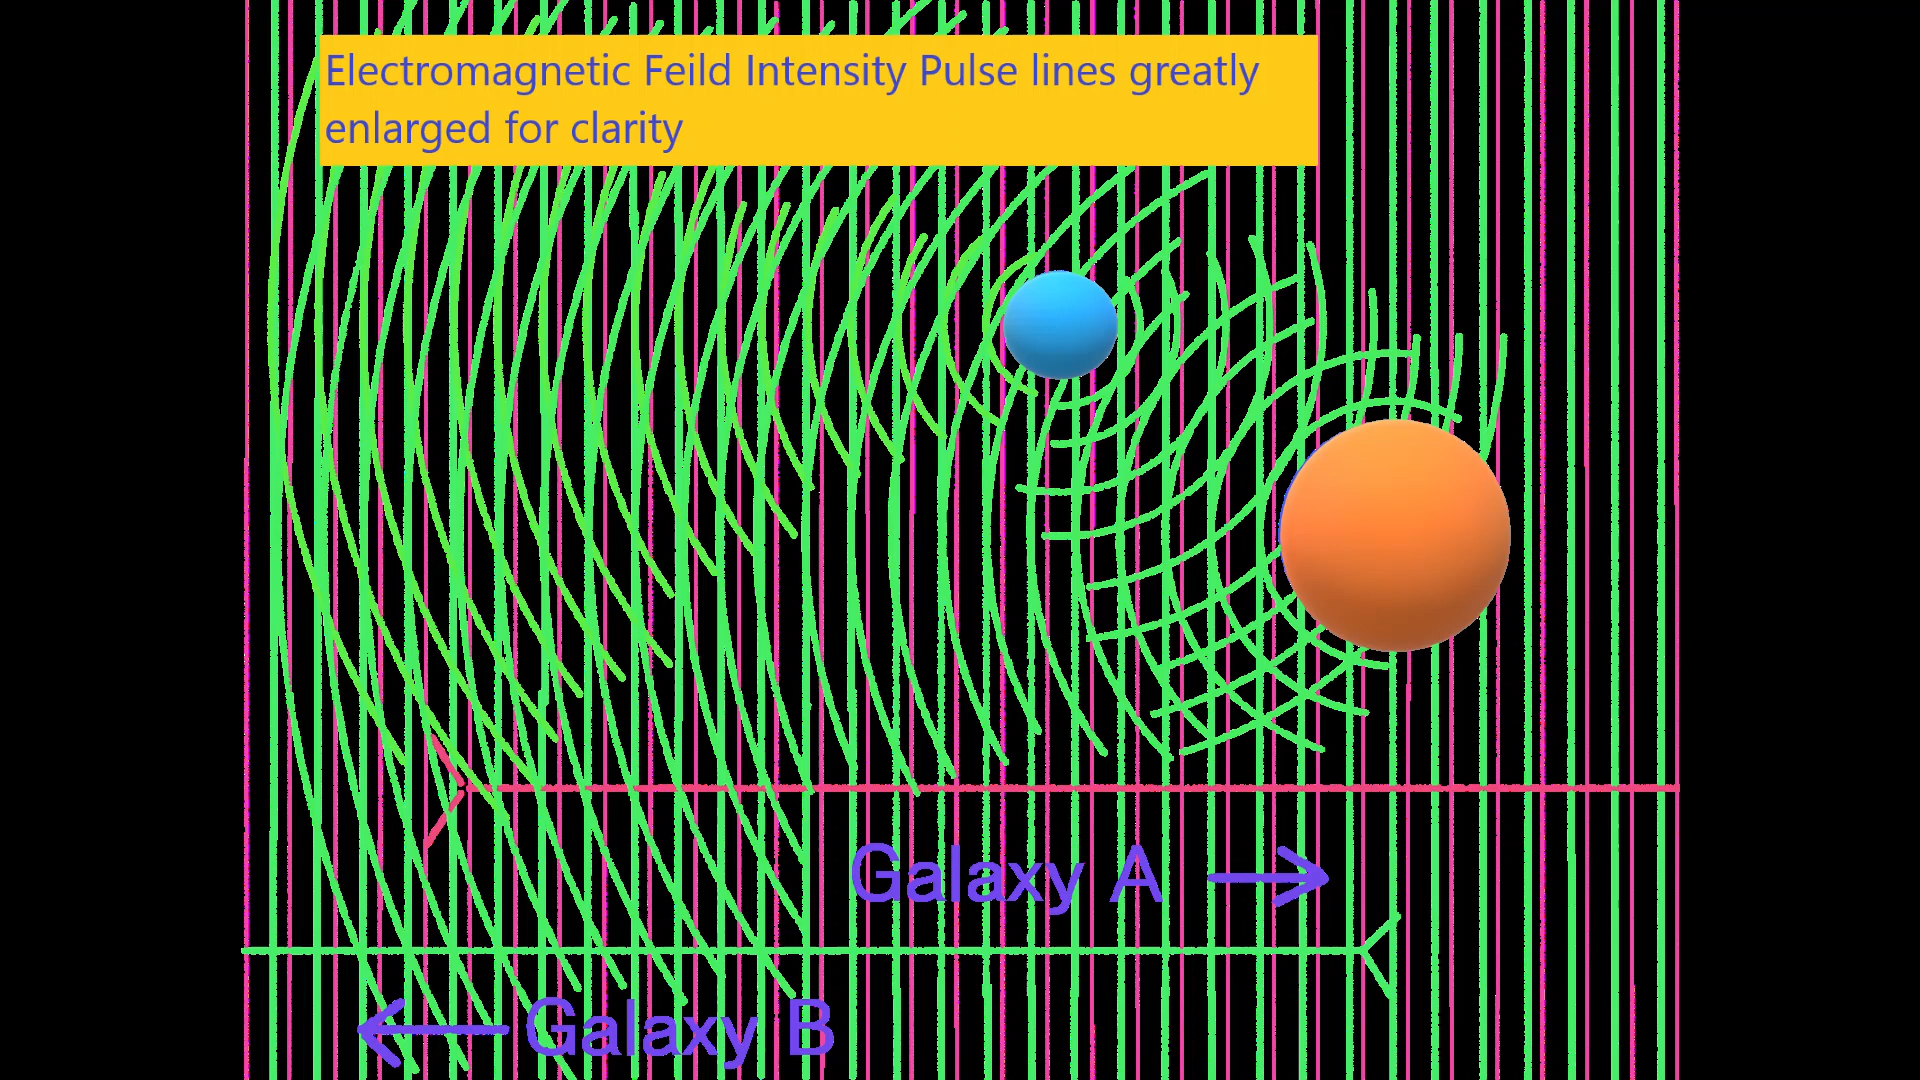 Electromagnetic Feild Intensity Pulse lines greatly
enlarged for clarity
Galaxy A
Galaxy B